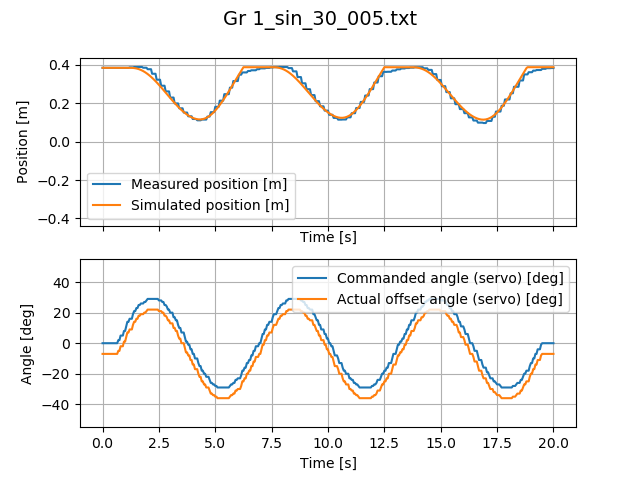 Gr 1_sin_30_005.txt
Position [m]
0.4
0.2
0.0
−0.2
−0.4
Measured position [m]
Simulated position [m]
Time [s]
Angle [deg]
40
20
0
−20
−40
Commanded angle (servo) [deg]
Actual offset angle (servo) [deg]
0.0 2.5 5.0 7.5 10.0 12.5 15.0 17.5 20.0
Time [s]